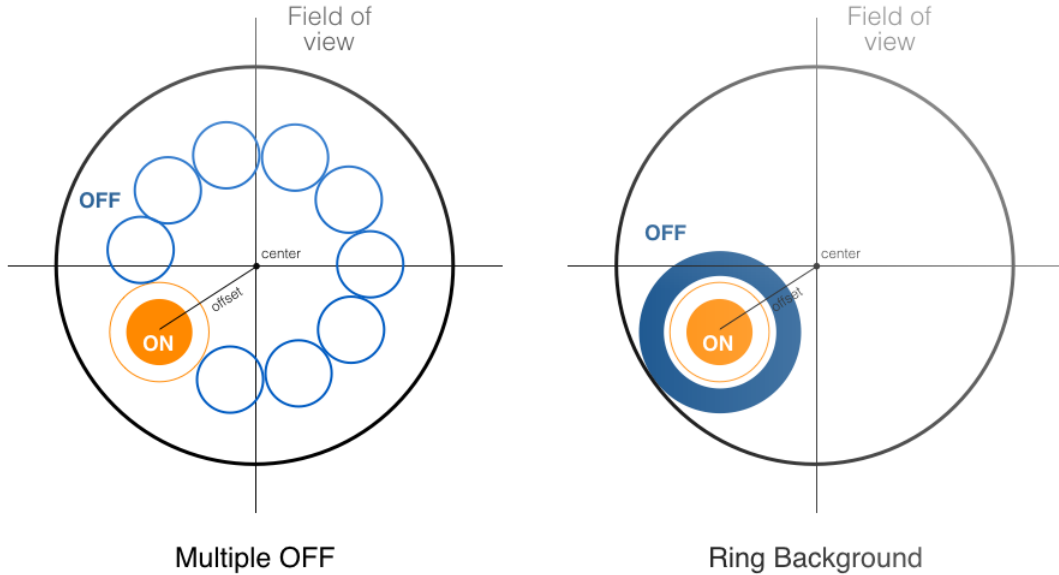 Field of
view
OFF
center
offset
ON
Multiple OFF
Field of
view
OFF
center
offset
ON
Ring Background